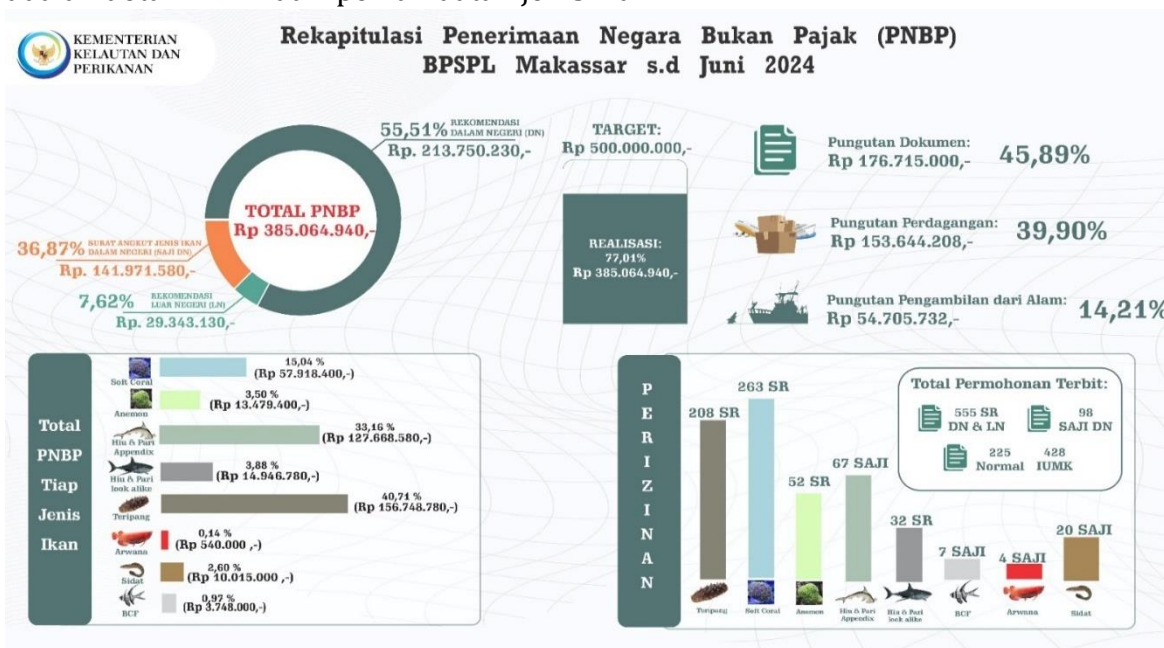 KEMENTERIAN
KELAUTAN DAN
PERIKANAN
Rekapitulasi Penerimaan Negara Bukan Pajak (PNBP)
BPSPL Makassar s.d Juni 2024
55,51% REKOMENDASI
DALAM NEGERI (DN)
Rp. 213.750.230,-
TOTAL PNBP
Rp 385.064.940,-
36,87% SURAT ANGKUT JENIS IKAN
DALAM NEGERI (SAJI DN)
Rp. 141.971.580,-
7,62% REKOMENDASI
LUAR NEGERI (LN)
Rp. 29.343.130,-
TARGET:
Rp 500.000.000,-
REALISASI:
77,01%
Rp 385.064.940,-
Pungutan Dokumen:
Rp 176.715.000,- 45,89%
Pungutan Perdagangan:
Rp 153.644.208,- 39,90%
Pungutan Pengambilan dari Alam:
Rp 54.705.732,- 14,21%
Total
PNBP
Tiap
Jenis
Ikan
15,04 %
(Rp 57.918.400,-)
Soft Coral
3,50 %
(Rp 13.479.400,-)
Anemon
33,16 %
(Rp 127.668.580,-)
Hiu & Pari
Appendix
3,88 %
(Rp 14.946.780,-)
Hiu & Pari
look alike
40,71 %
(Rp 156.748.780,-)
Teripang
0,14 %
(Rp 540.000 ,-)
Arwana
2,60 %
(Rp 10.015.000 ,-)
Sidat
0,97 %
(Rp 3.748.000,-)
BCF
P
E
R
I
Z
I
N
A
N
208 SR
263 SR
52 SR
67 SAJI
32 SR
7 SAJI
4 SAJI
20 SAJI
Teripang
Soft Coral
Anemon
Hiu & Pari
Appendix
Hiu & Pari
look alike
BCF
Arwana
Sidat
Total Permohonan Terbit:
555 SR
DN & LN
98
SAJI DN
225
Normal
428
IUMK